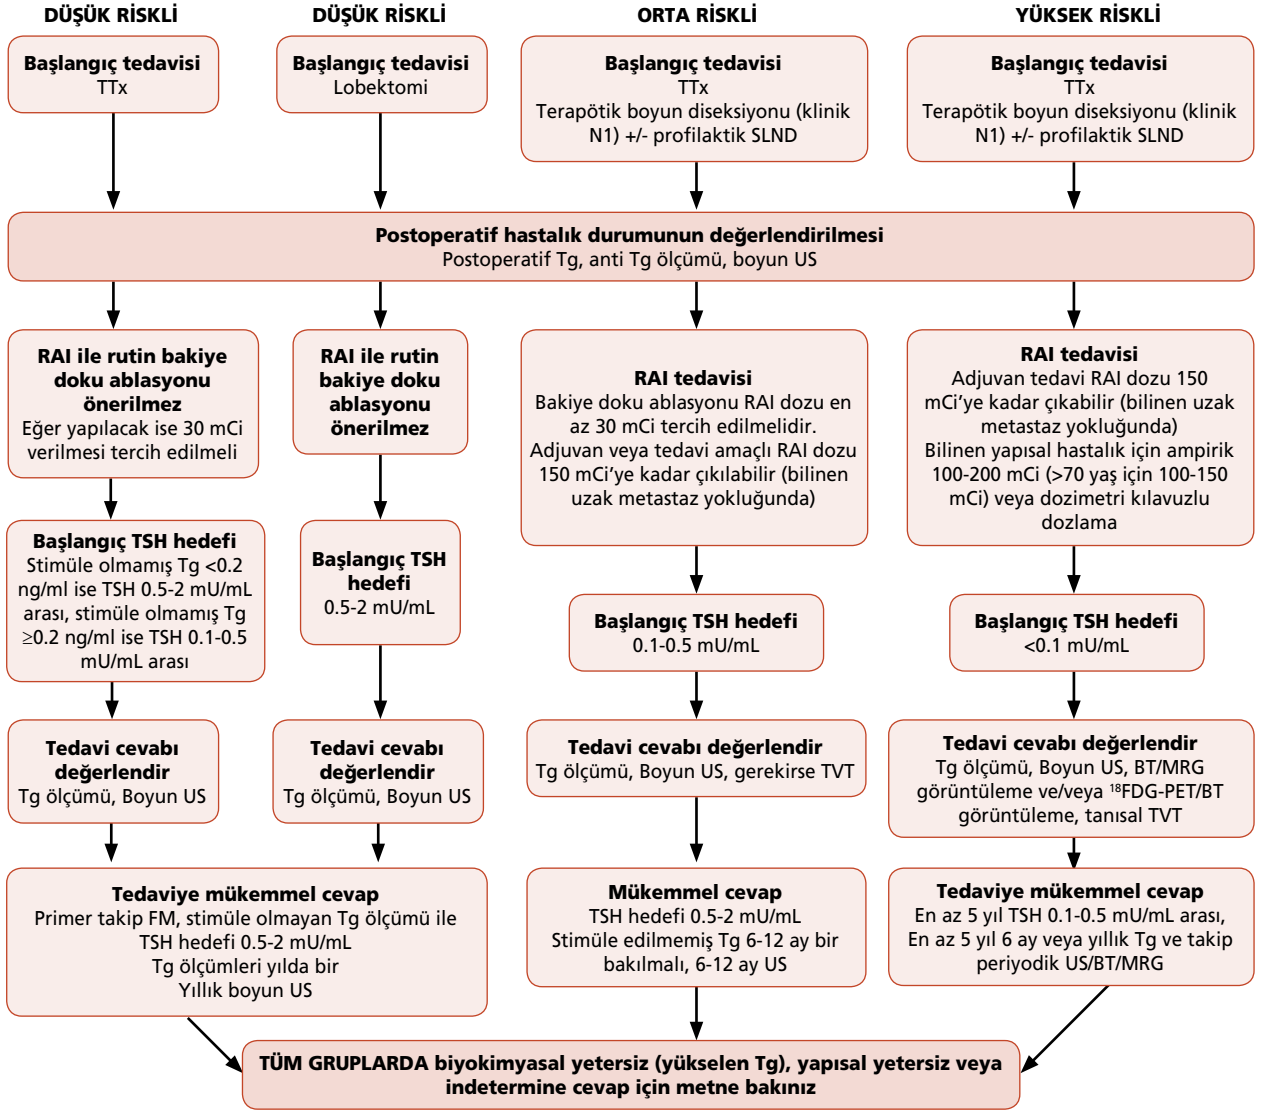 DÜŞÜK RİSKLİ
DÜŞÜK RİSKLİ
ORTA RİSKLİ
YÜKSEK RİSKLİ
Başlangıç tedavisi
TTx
Başlangıç tedavisi
Lobektomi
Başlangıç tedavisi
TTx
Terapötik boyun diseksiyonu (klinik
N1) +/- profilaktik SLND
Başlangıç tedavisi
TTx
Terapötik boyun diseksiyonu (klinik
N1) +/- profilaktik SLND
Postoperatif hastalık durumunun değerlendirilmesi
Postoperatif Tg, anti Tg ölçümü, boyun US
RAI ile rutin bakiye
doku ablasyonu
önerilmez
Eğer yapılacak ise 30 mCi
verilmesi tercih edilmeli
RAI ile rutin
bakiye doku
ablasyonu
önerilmez
RAI tedavisi
Bakiye doku ablasyonu RAI dozu en
az 30 mCi tercih edilmelidir.
Adjuvan veya tedavi amaçlı RAI dozu
150 mCi’ye kadar çıkılabilir (bilinen
uzak metastaz yokluğunda)
RAI tedavisi
Adjuvan tedavi RAI dozu 150
mCi’ye kadar çıkabilir (bilinen uzak
metastaz yokluğunda)
Bilinen yapısal hastalık için ampirik
100-200 mCi (>70 yaş için 100-150
mCi) veya dozimetri kılavuzlu
dozlama
Başlangıç TSH hedefi
Stimüle olmamış Tg <0.2
ng/ml ise TSH 0.5-2 mU/mL
arası, stimüle olmamış Tg
≥0.2 ng/ml ise TSH 0.1-0.5
mU/mL arası
Başlangıç TSH
hedefi
0.5-2 mU/mL
Başlangıç TSH hedefi
0.1-0.5 mU/mL
Başlangıç TSH hedefi
<0.1 mU/mL
Tedavi cevabı
değerlendir
Tg ölçümü, Boyun US
Tedavi cevabı
değerlendir
Tg ölçümü, Boyun US
Tedavi cevabı değerlendir
Tg ölçümü, Boyun US, gerekirse TVT
Tedavi cevabı değerlendir
Tg ölçümü, Boyun US, BT/MRG
görüntüleme ve/veya ¹⁸FDG-PET/BT
görüntüleme, tanısal TVT
Tedaviye mükemmel cevap
Primer takip FM, stimüle olmayan Tg ölçümü ile
TSH hedefi 0.5-2 mU/mL
Tg ölçümleri yılda bir
Yıllık boyun US
Mükemmel cevap
TSH hedefi 0.5-2 mU/mL
Stimüle edilmemiş Tg 6-12 ay bir
bakılmalı, 6-12 ay US
Tedaviye mükemmel cevap
En az 5 yıl TSH 0.1-0.5 mU/mL arası,
En az 5 yıl 6 ay veya yıllık Tg ve takip
periyodik US/BT/MRG
TÜM GRUPLARDA biyokimyasal yetersiz (yükselen Tg), yapısal yetersiz veya
indetermine cevap için metne bakınız